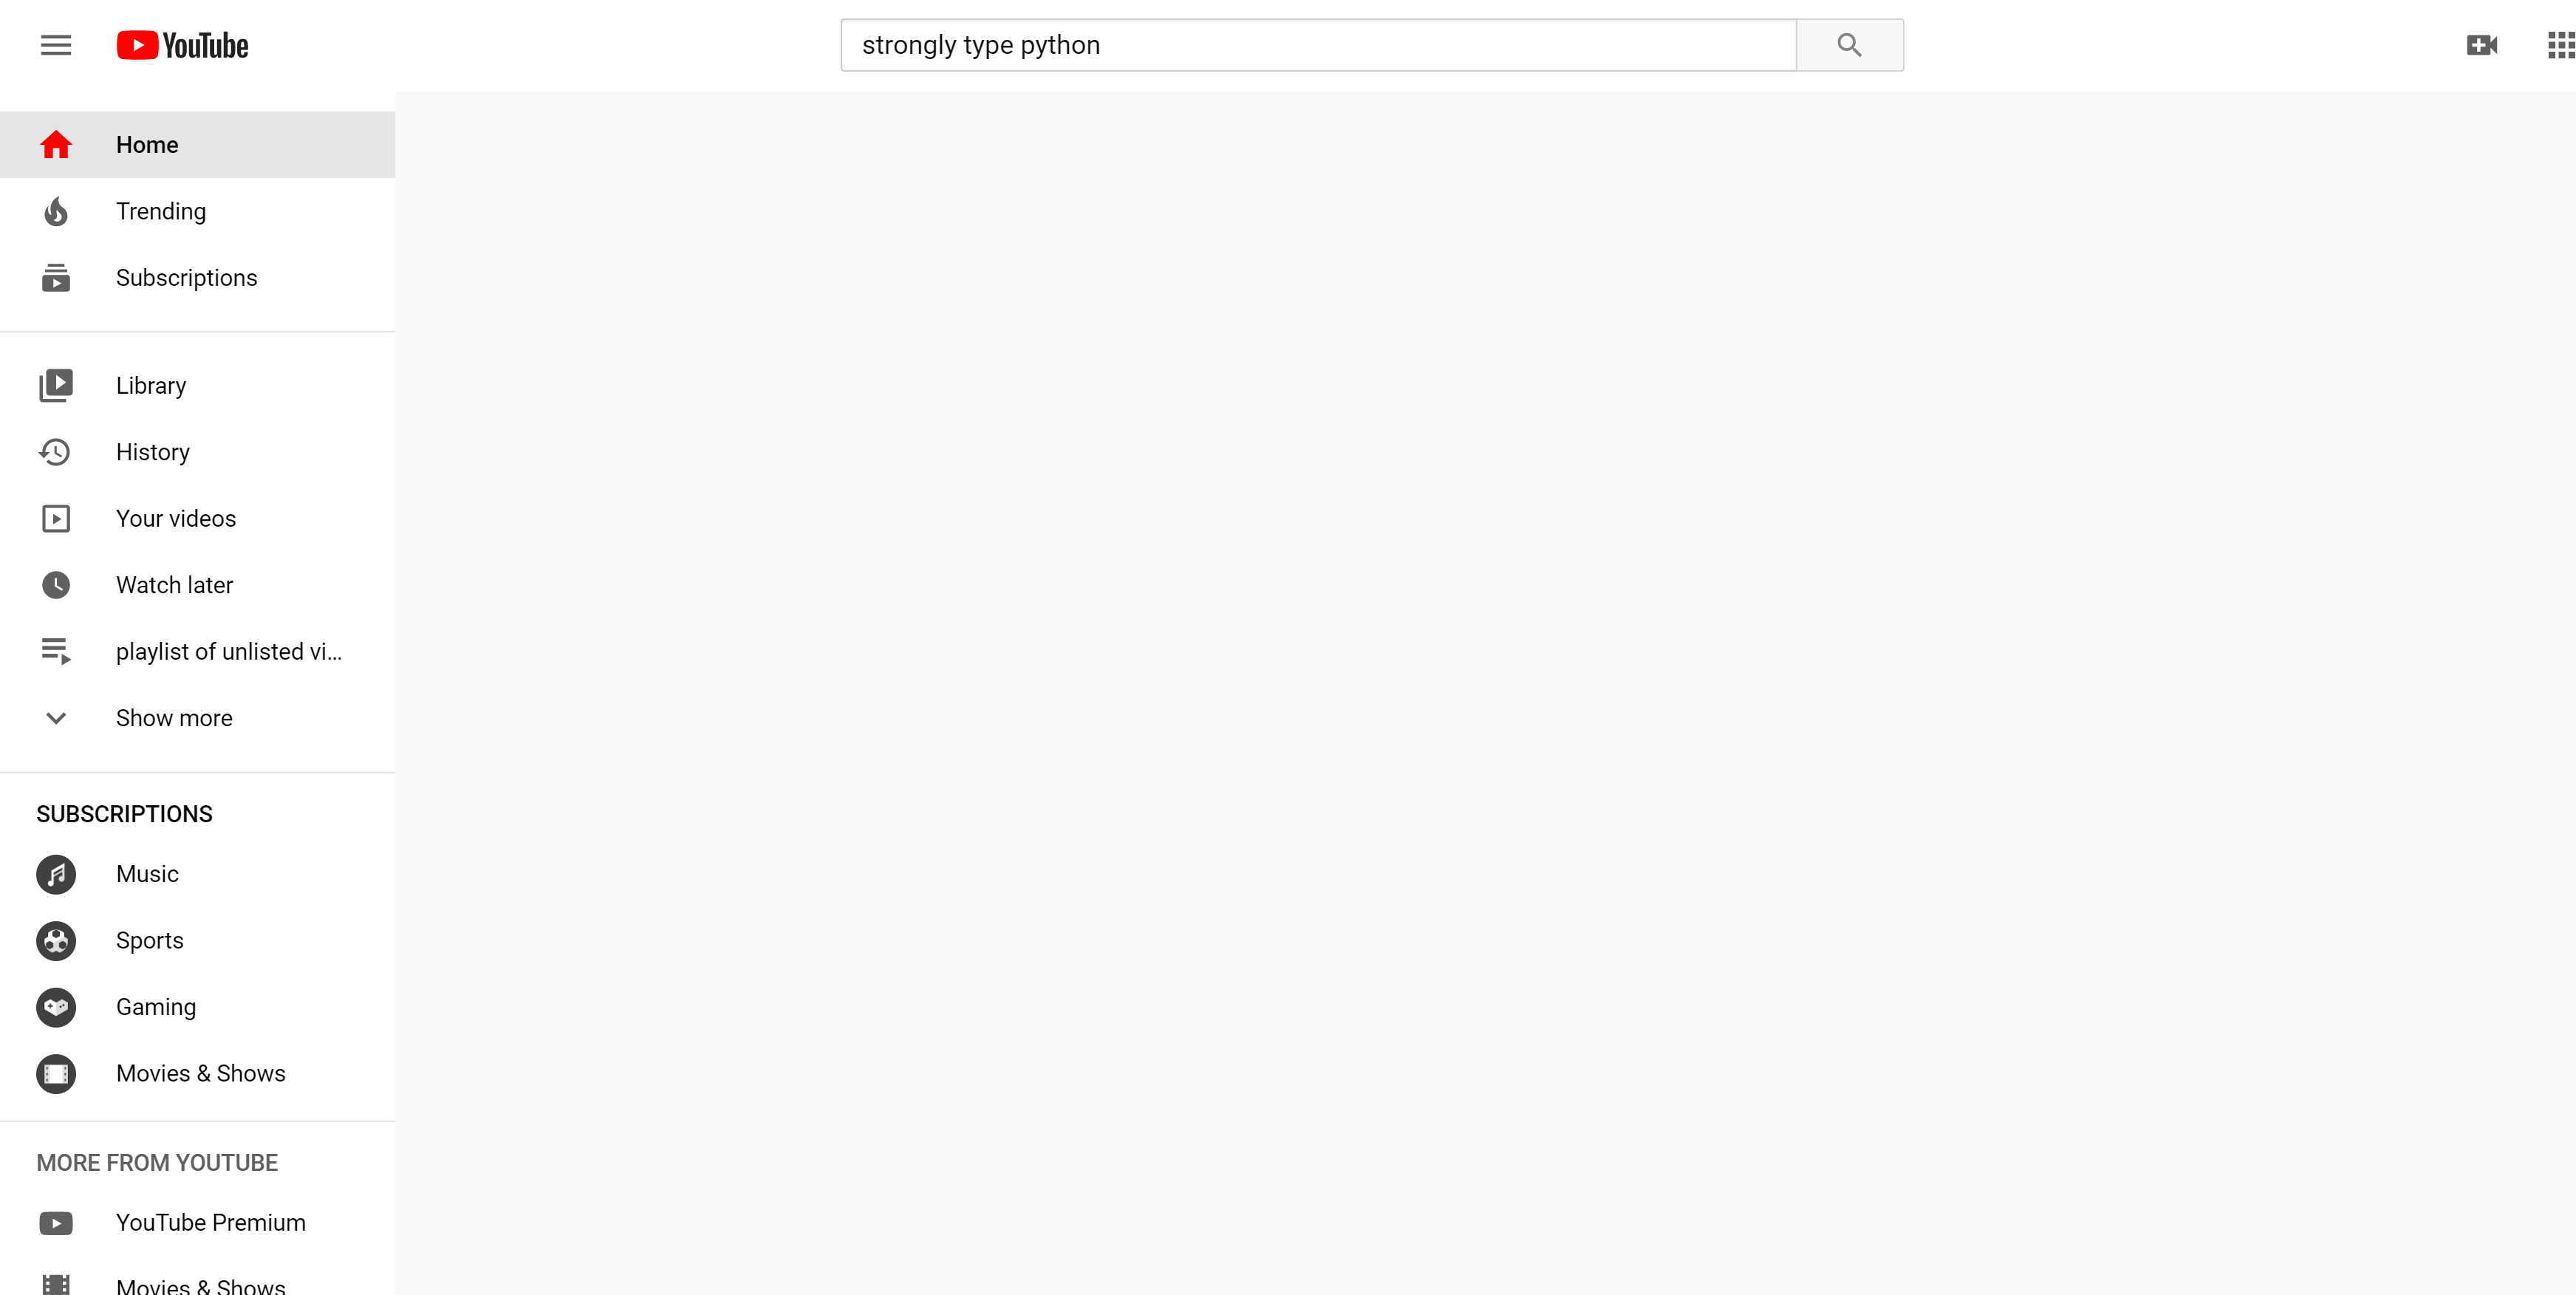 YouTube
strongly type python
Home
Trending
Subscriptions
Library
History
Your videos
Watch later
playlist of unlisted vi...
Show more
SUBSCRIPTIONS
Music
Sports
Gaming
Movies & Shows
MORE FROM YOUTUBE
YouTube Premium
Movies & Shows